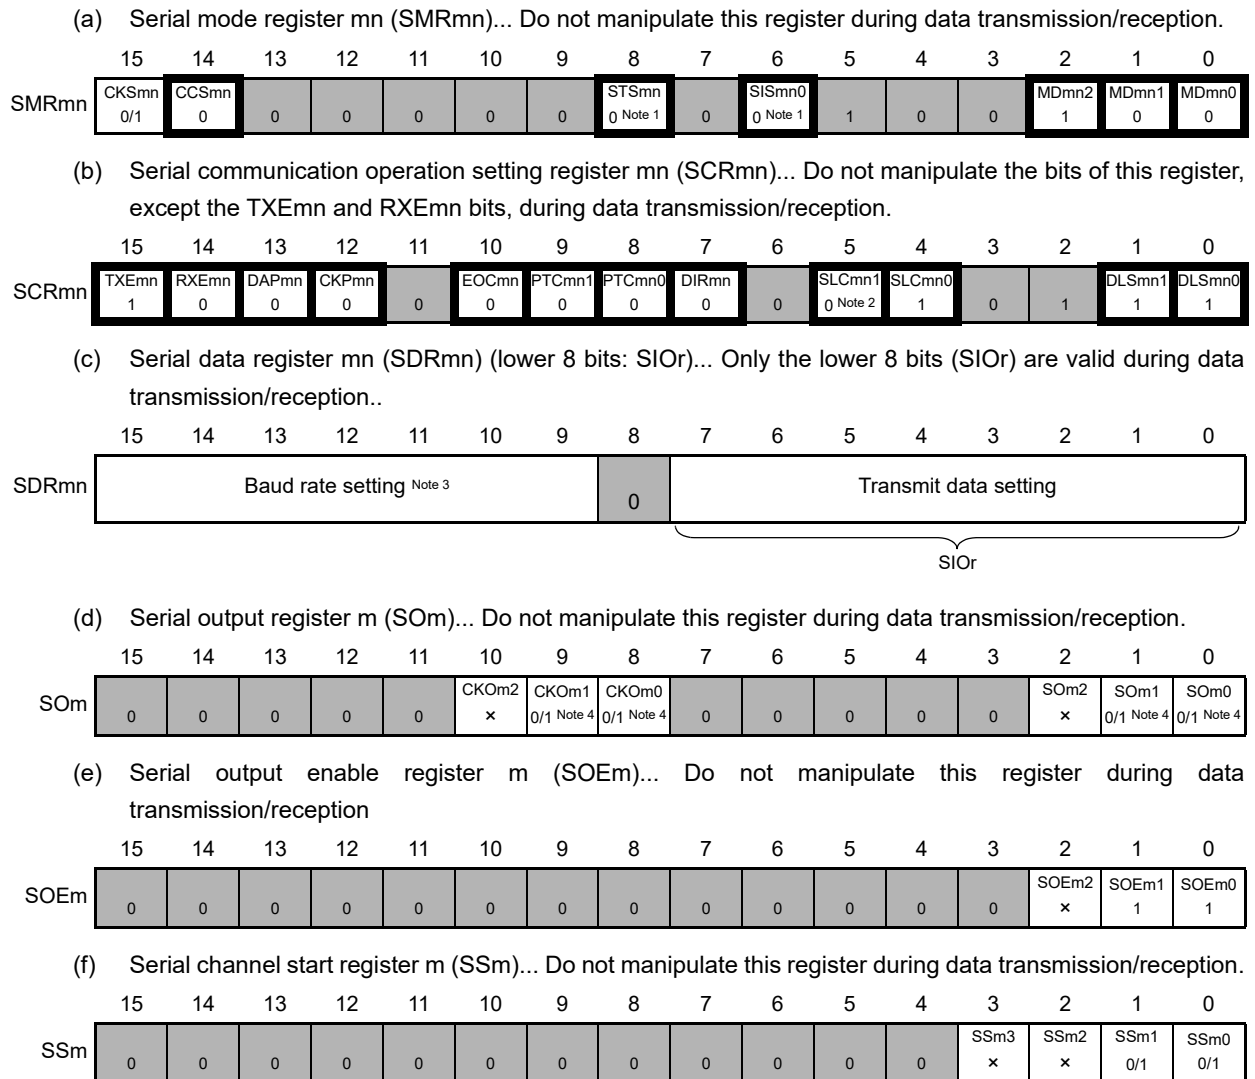 (a) Serial mode register mn (SMRmn)... Do not manipulate this register during data transmission/reception.
15 14 13 12 11 10 9 8 7 6 5 4 3 2 1 0
CKSmn CCSmn STSmn SISmn0 MDmn2 MDmn1 MDmn0
SMRmn 0/1 0 0 0 0 0 0 0 Note 1 0 0 Note 1 1 0 0 1 0 0
(b) Serial communication operation setting register mn (SCRmn)... Do not manipulate the bits of this register,
except the TXEmn and RXEmn bits, during data transmission/reception.
15 14 13 12 11 10 9 8 7 6 5 4 3 2 1 0
TXEmn RXEmn DAPmn CKPmn EOCmn PTCmn1 PTCmn0 DIRmn SLCmn1 SLCmn0 DLSmn1 DLSmn0
SCRmn 1 0 0 0 0 0 0 0 0 0 0 Note 2 1 0 1 1 1
(c) Serial data register mn (SDRmn) (lower 8 bits: SIOr)... Only the lower 8 bits (SIOr) are valid during data
transmission/reception..
15 14 13 12 11 10 9 8 7 6 5 4 3 2 1 0
SDRmn Baud rate setting Note 3 0 Transmit data setting
SIOr
(d) Serial output register m (SOm)... Do not manipulate this register during data transmission/reception.
15 14 13 12 11 10 9 8 7 6 5 4 3 2 1 0
CKOm2 CKOm1 CKOm0 SOm2 SOm1 SOm0
SOm 0 0 0 0 0 × 0/1 Note 4 0/1 Note 4 0 0 0 0 0 × 0/1 Note 4 0/1 Note 4
(e) Serial output enable register m (SOEm)... Do not manipulate this register during data
transmission/reception
15 14 13 12 11 10 9 8 7 6 5 4 3 2 1 0
SOEm2 SOEm1 SOEm0
SOEm 0 0 0 0 0 0 0 0 0 0 0 0 0 × 1 1
(f) Serial channel start register m (SSm)... Do not manipulate this register during data transmission/reception.
15 14 13 12 11 10 9 8 7 6 5 4 3 2 1 0
SSm3 SSm2 SSm1 SSm0
SSm 0 0 0 0 0 0 0 0 0 0 0 0 × × 0/1 0/1